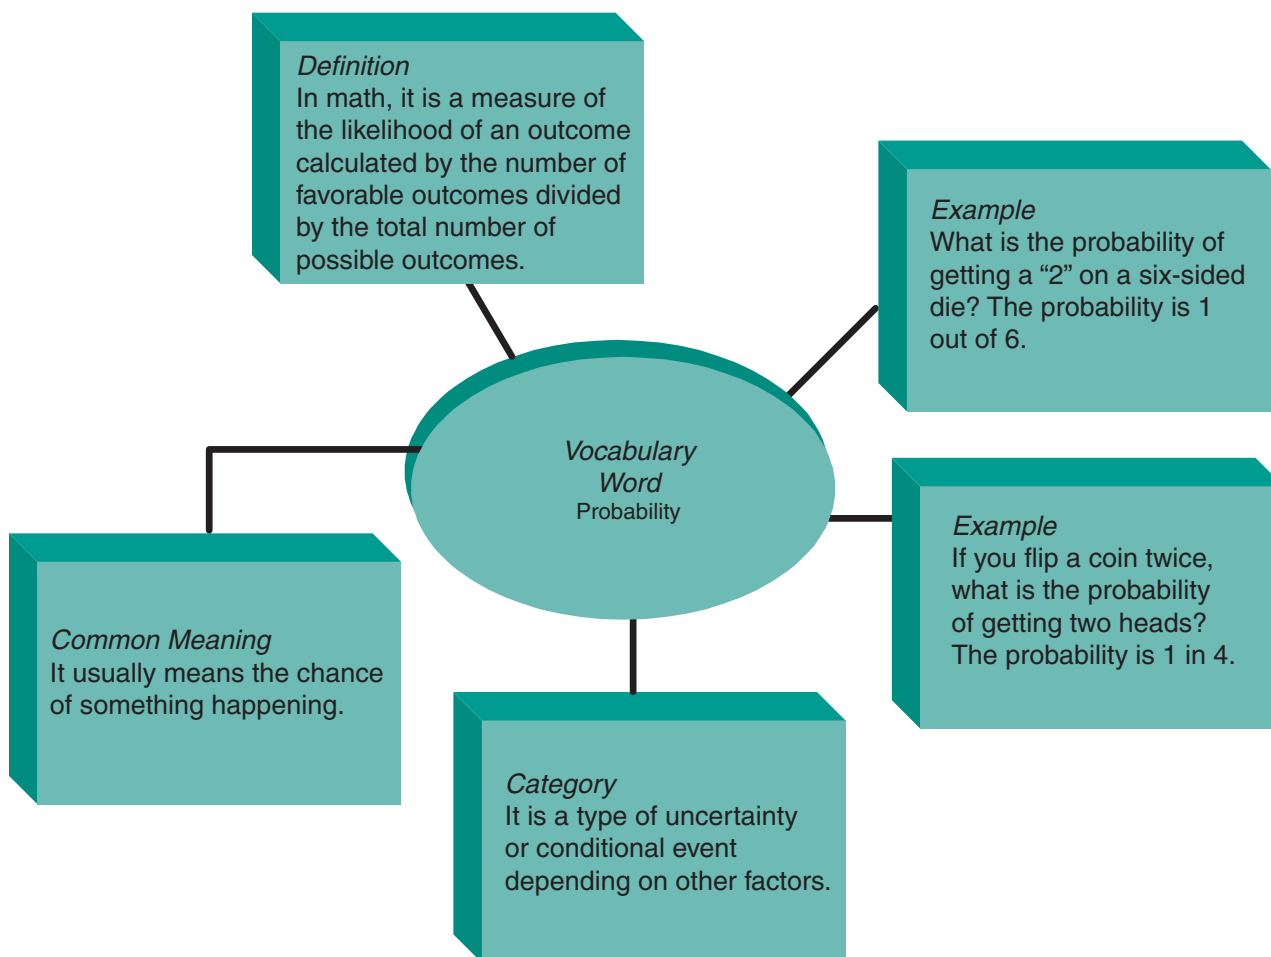 Definition
In math, it is a measure of
the likelihood of an outcome
calculated by the number of
favorable outcomes divided
by the total number of
possible outcomes.
Example
What is the probability of
getting a “2” on a six-sided
die? The probability is 1
out of 6.
Vocabulary
Word
Probability
Example
If you flip a coin twice,
what is the probability
of getting two heads?
The probability is 1 in 4.
Common Meaning
It usually means the chance
of something happening.
Category
It is a type of uncertainty
or conditional event
depending on other factors.